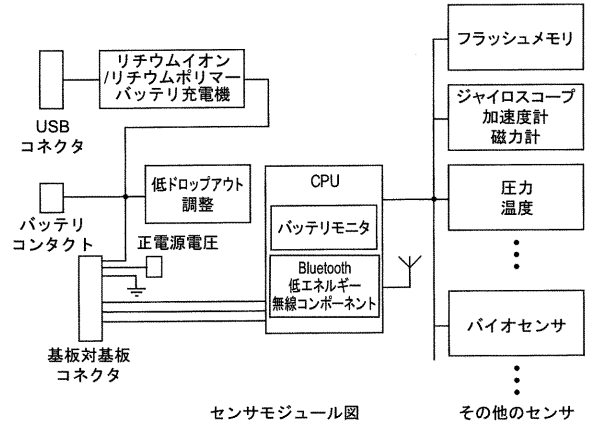 リチウムイオン
/リチウムポリマー
バッテリ充電機
フラッシュメモリ
USB
コネクタ
ジャイロスコープ
加速度計
磁力計
低ドロップアウト
調整
CPU
圧力
温度
バッテリ
コンタクト
正電源電圧
バッテリモニタ
Bluetooth
低エネルギー
無線コンポーネント
バイオセンサ
基板対基板
コネクタ
センサモジュール図
その他のセンサ